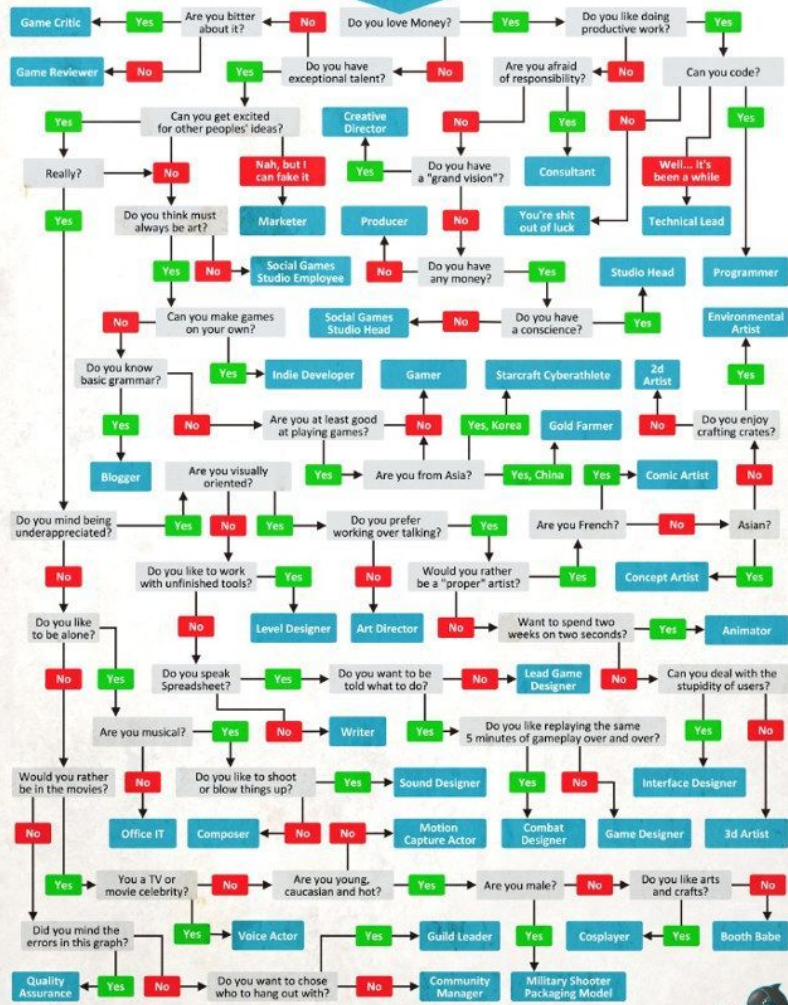 Game Critic
Yes
Are you bitter
about it?
No
Do you love Money?
Yes
Do you like doing
productive work?
Yes
Game Reviewer
No
Yes
Do you have
exceptional talent?
No
Are you afraid
of responsibility?
No
Can you code?
Yes
Can you get excited
for other peoples' ideas?
Creative
Director
No
Yes
No
Yes
Really?
No
Nah, but I
can fake it
Yes
Do you have
a "grand vision"?
Consultant
Well... it's
been a while
Yes
Do you think must
always be art?
Marketer
Producer
No
You're shit
out of luck
Technical Lead
Yes
No
Social Games
Studio Employee
No
Do you have
any money?
Yes
Studio Head
Programmer
No
Can you make games
on your own?
Social Games
Studio Head
No
Do you have
a conscience?
Yes
Environmental
Artist
Do you know
basic grammar?
Yes
Indie Developer
Gamer
Starcraft Cyberathlete
2d
Artist
Yes
Yes
No
Are you at least good
at playing games?
No
Yes, Korea
Gold Farmer
No
Do you enjoy
crafting crates?
Blogger
Are you visually
oriented?
Yes
Are you from Asia?
Yes, China
Yes
Comic Artist
No
Do you mind being
underappreciated?
Yes
No
Yes
Do you prefer
working over talking?
Yes
Are you French?
No
Asian?
No
Do you like to work
with unfinished tools?
Yes
No
Would you rather
be a "proper" artist?
Yes
Concept Artist
Yes
Do you like
to be alone?
No
Level Designer
Art Director
No
Want to spend two
weeks on two seconds?
Yes
Animator
No
Yes
Do you speak
Spreadsheet?
Yes
Do you want to be
told what to do?
No
Lead Game
Designer
No
Can you deal with the
stupidity of users?
Are you musical?
Yes
No
Writer
Yes
Do you like replaying the same
5 minutes of gameplay over and over?
Yes
No
Would you rather
be in the movies?
No
Do you like to shoot
or blow things up?
Yes
Sound Designer
Yes
No
Interface Designer
No
Office IT
Composer
No
No
Motion
Capture Actor
Combat
Designer
Game Designer
3d Artist
Yes
You a TV or
movie celebrity?
No
Are you young,
caucasian and hot?
Yes
Are you male?
No
Do you like arts
and crafts?
No
Did you mind the
errors in this graph?
Yes
Voice Actor
Yes
Guild Leader
Yes
Cosplayer
Yes
Booth Babe
Quality
Assurance
Yes
No
Do you want to chose
who to hang out with?
No
Community
Manager
Military Shooter
Packaging Model